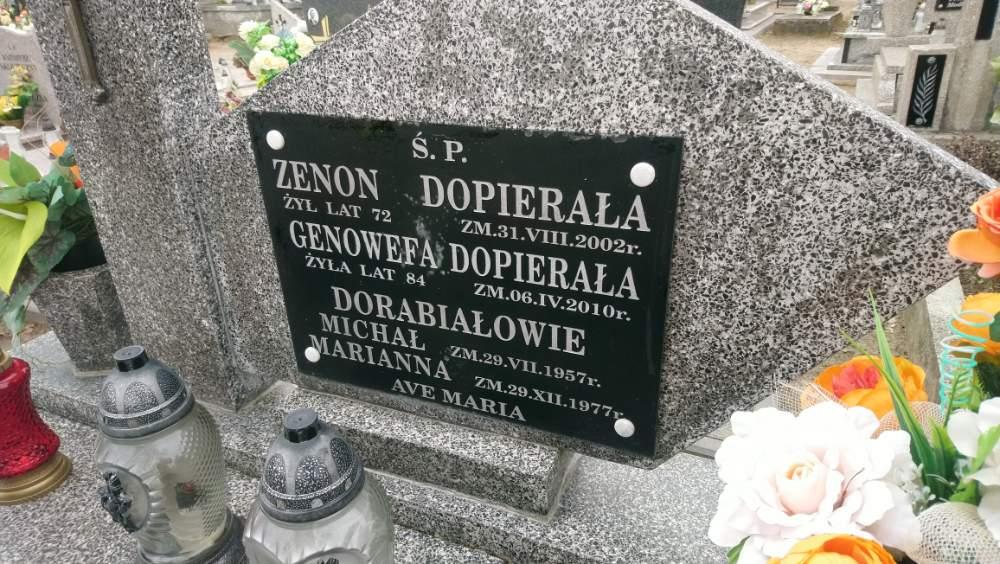 Ś. P.
ZENON DOPIERAŁA
ŻYŁ LAT 72 ZM.31.VIII.2002r.
GENOWEFA DOPIERAŁA
ŻYŁA LAT 84 ZM.06.IV.2010r.
DORABIAŁOWIE
MICHAŁ ZM.29.VII.1957r.
MARIANNA ZM.29.XII.1977r.
AVE MARIA